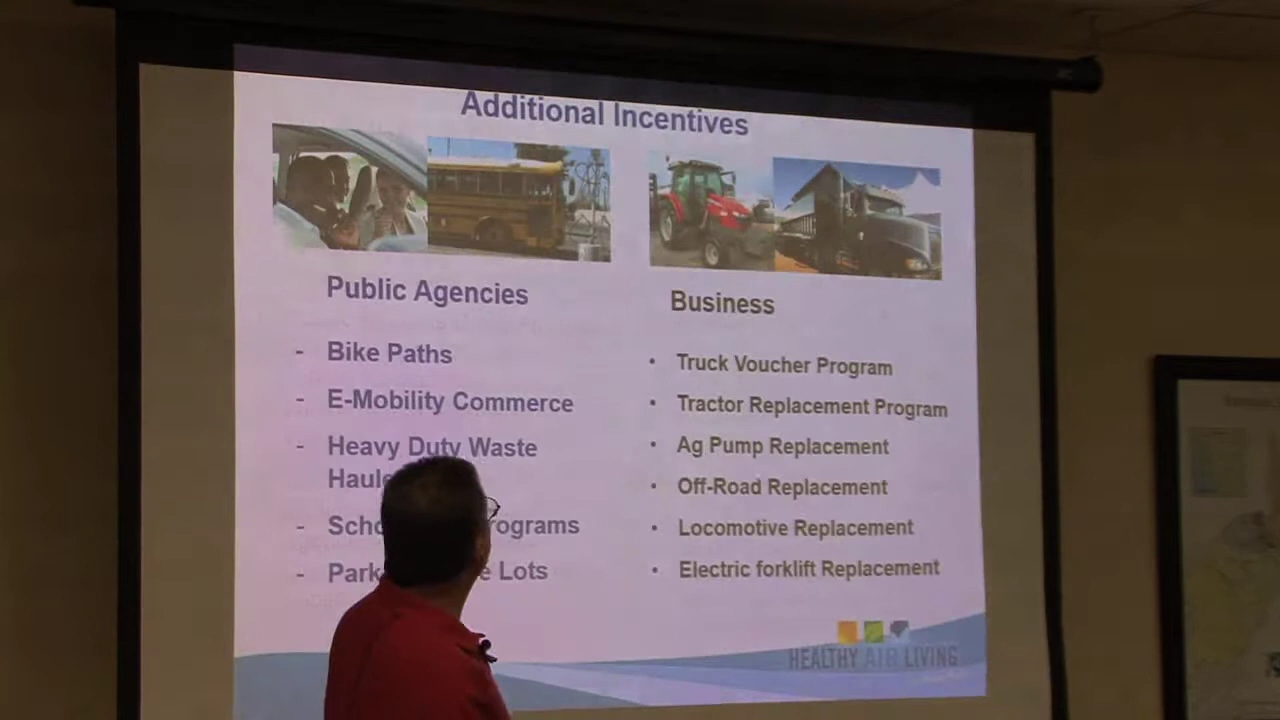 Additional Incentives
Public Agencies
- Bike Paths
- E-Mobility Commerce
- Heavy Duty Waste
- Lots
Business
• Truck Voucher Program
• Tractor Replacement Program
• Ag Pump Replacement
• Off-Road Replacement
• Locomotive Replacement
• Electric forklift Replacement
HEALTHY AIR LIVING